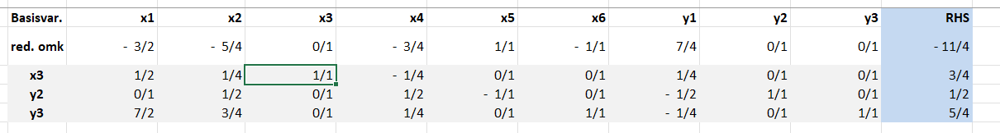 Basisvar. x1 x2 x3 x4 x5 x6 y1 y2 y3 RHS
red. omk - 3/2 - 5/4 0/1 - 3/4 1/1 - 1/1 7/4 0/1 0/1 - 11/4
x3 1/2 1/4 1/1 - 1/4 0/1 0/1 1/4 0/1 0/1 3/4
y2 0/1 1/2 0/1 1/2 - 1/1 0/1 - 1/2 1/1 0/1 1/2
y3 7/2 3/4 0/1 1/4 0/1 1/1 - 1/4 0/1 1/1 5/4